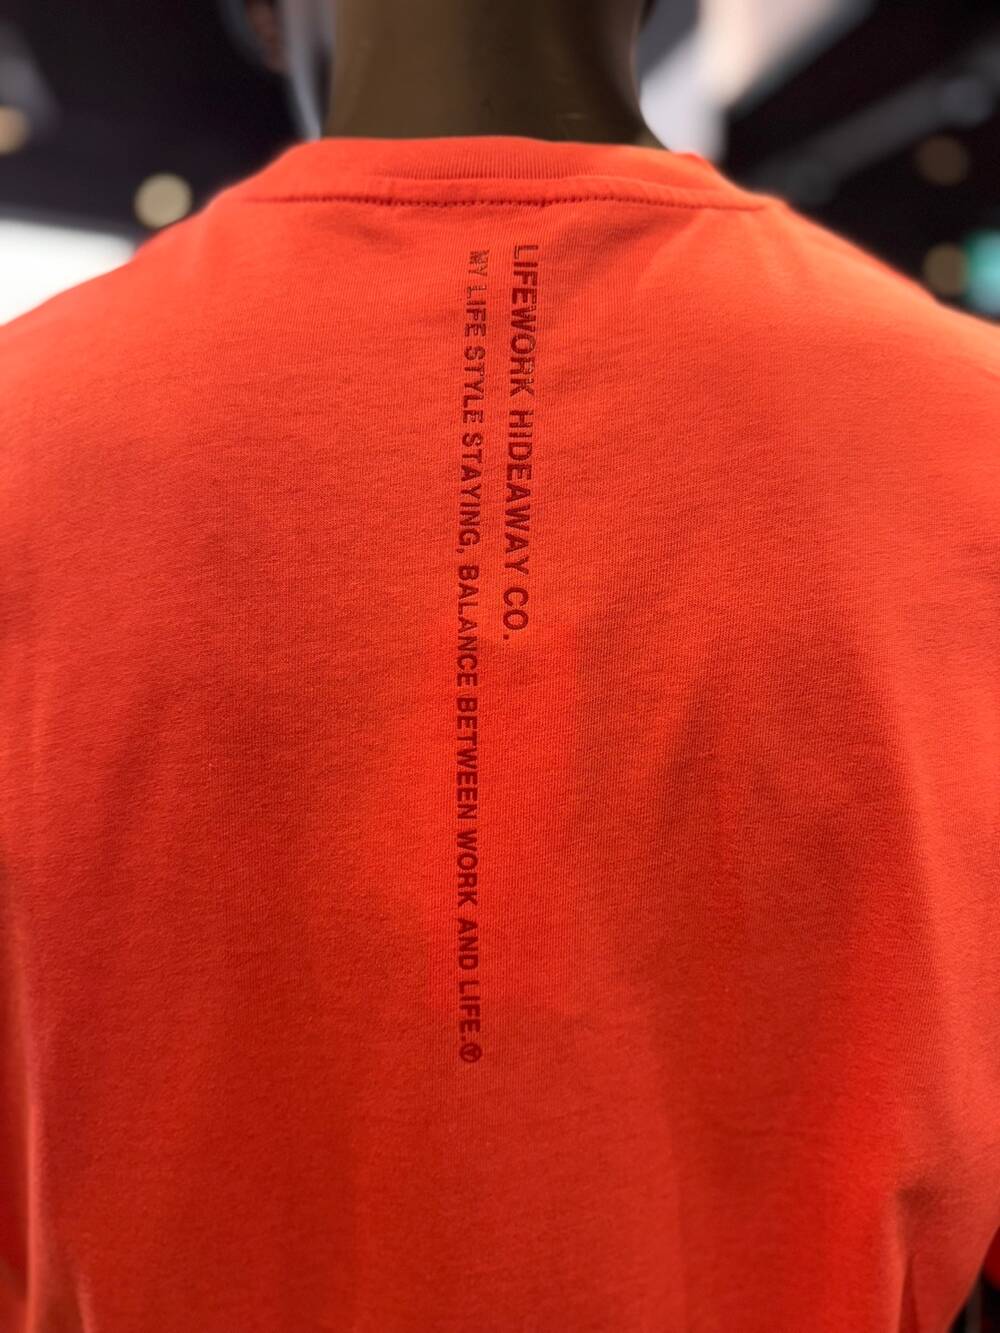 LIFEWORK HIDEAWAY CO.
MY LIFE STYLE STAYING, BALANCE BETWEEN WORK AND LIFE.